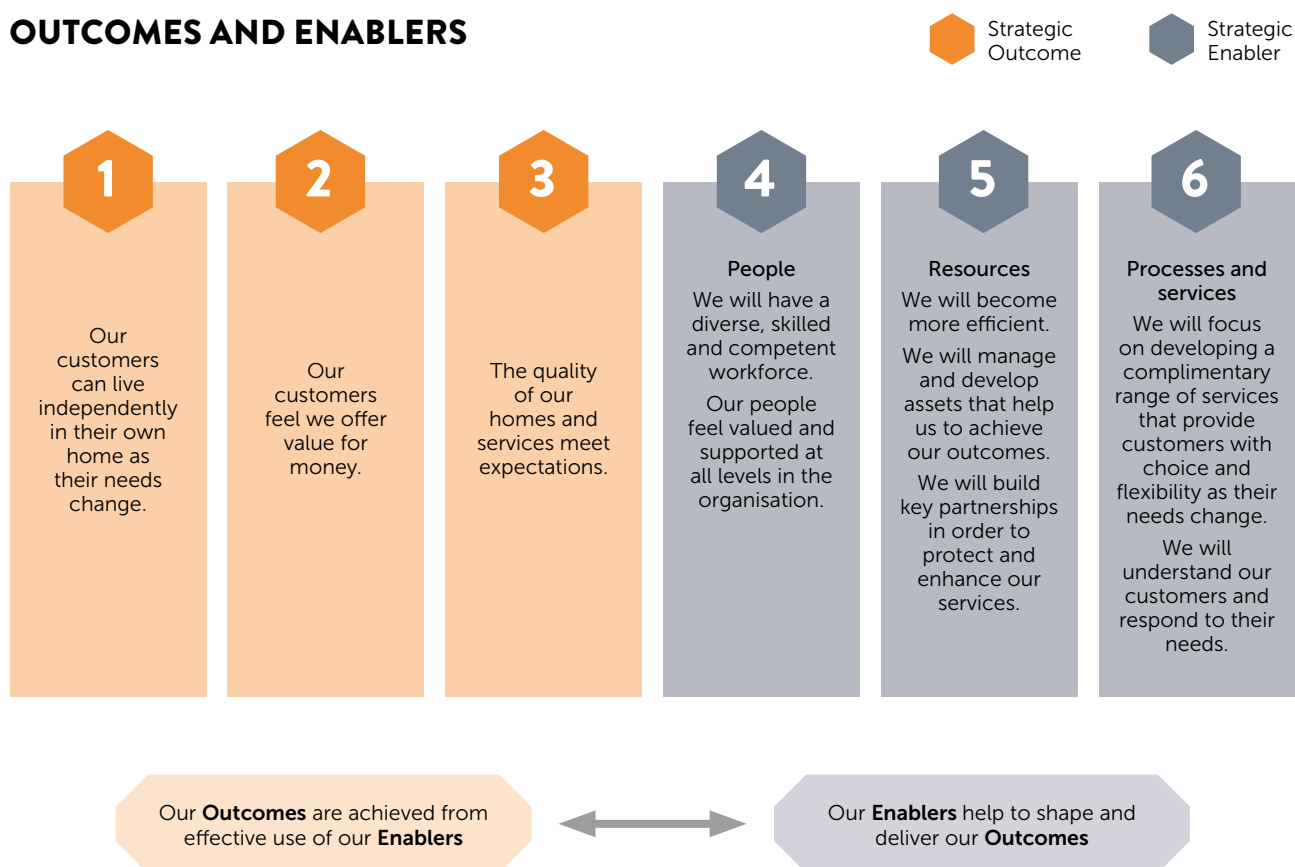 OUTCOMES AND ENABLERS
Strategic
Outcome
Strategic
Enabler
1
Our
customers
can live
independently
in their own
home as
their needs
change.
2
Our
customers
feel we offer
value for
money.
3
The quality
of our
homes and
services meet
expectations.
4
People
We will have a
diverse, skilled
and competent
workforce.
Our people
feel valued and
supported at
all levels in the
organisation.
5
Resources
We will become
more efficient.
We will manage
and develop
assets that help
us to achieve
our outcomes.
We will build
key partnerships
in order to
protect and
enhance our
services.
6
Processes and
services
We will focus
on developing a
complimentary
range of services
that provide
customers with
choice and
flexibility as their
needs change.
We will
understand our
customers and
respond to their
needs.
Our Outcomes are achieved from
effective use of our Enablers
Our Enablers help to shape and
deliver our Outcomes